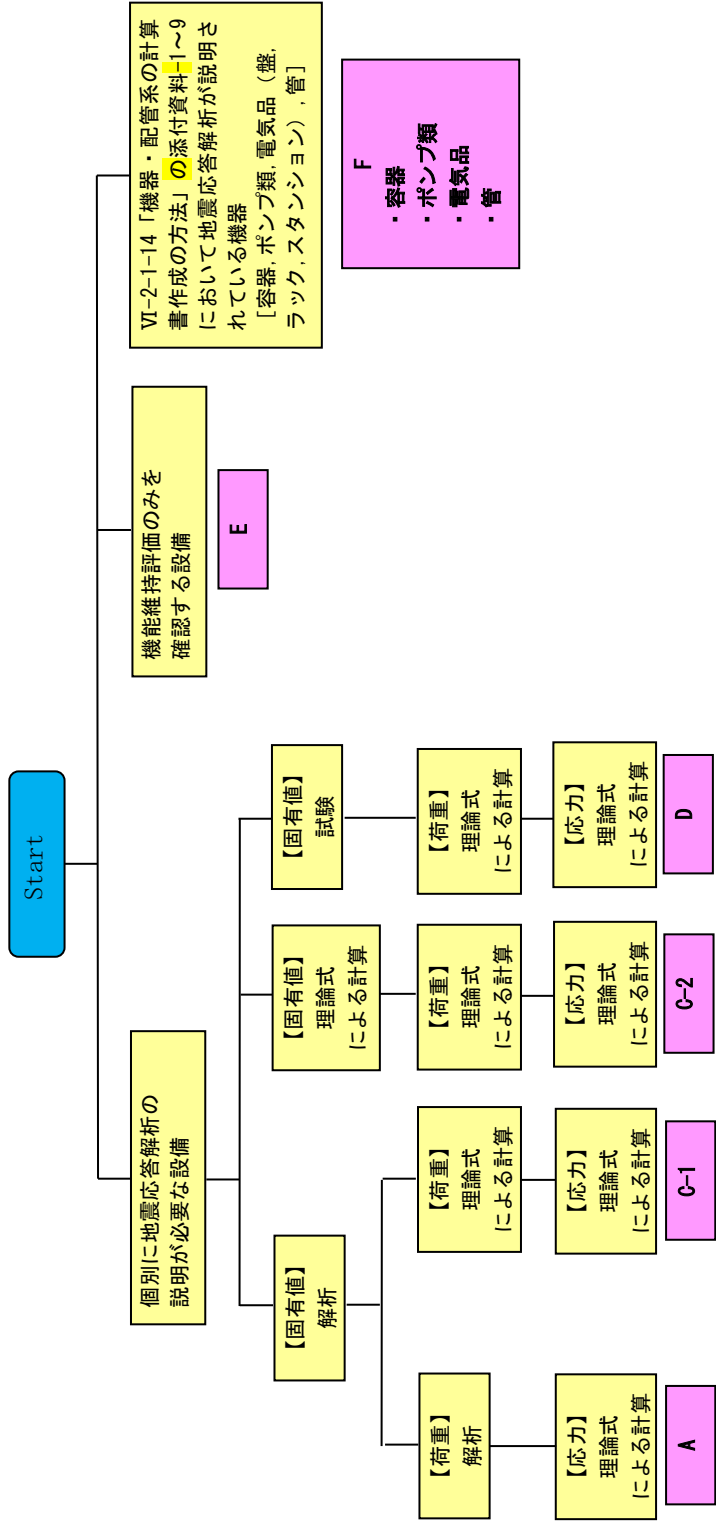 Start
個別に地震応答解析の
説明が必要な設備
機能維持評価のみを
確認する設備
E
Ⅵ-2-1-14「機器・配管系の計算
書作成の方法」の添付資料-1～9
において地震応答解析が説明さ
れている機器
[容器,ポンプ類,電気品（盤,
ラック,スタンション）,管]
F
・容器
・ポンプ類
・電気品
・管
【固有値】
解析
【固有値】
理論式
による計算
【固有値】
試験
【荷重】
解析
【荷重】
理論式
による計算
【荷重】
理論式
による計算
【荷重】
理論式
による計算
【応力】
理論式
による計算
【応力】
理論式
による計算
【応力】
理論式
による計算
【応力】
理論式
による計算
A
C-1
C-2
D